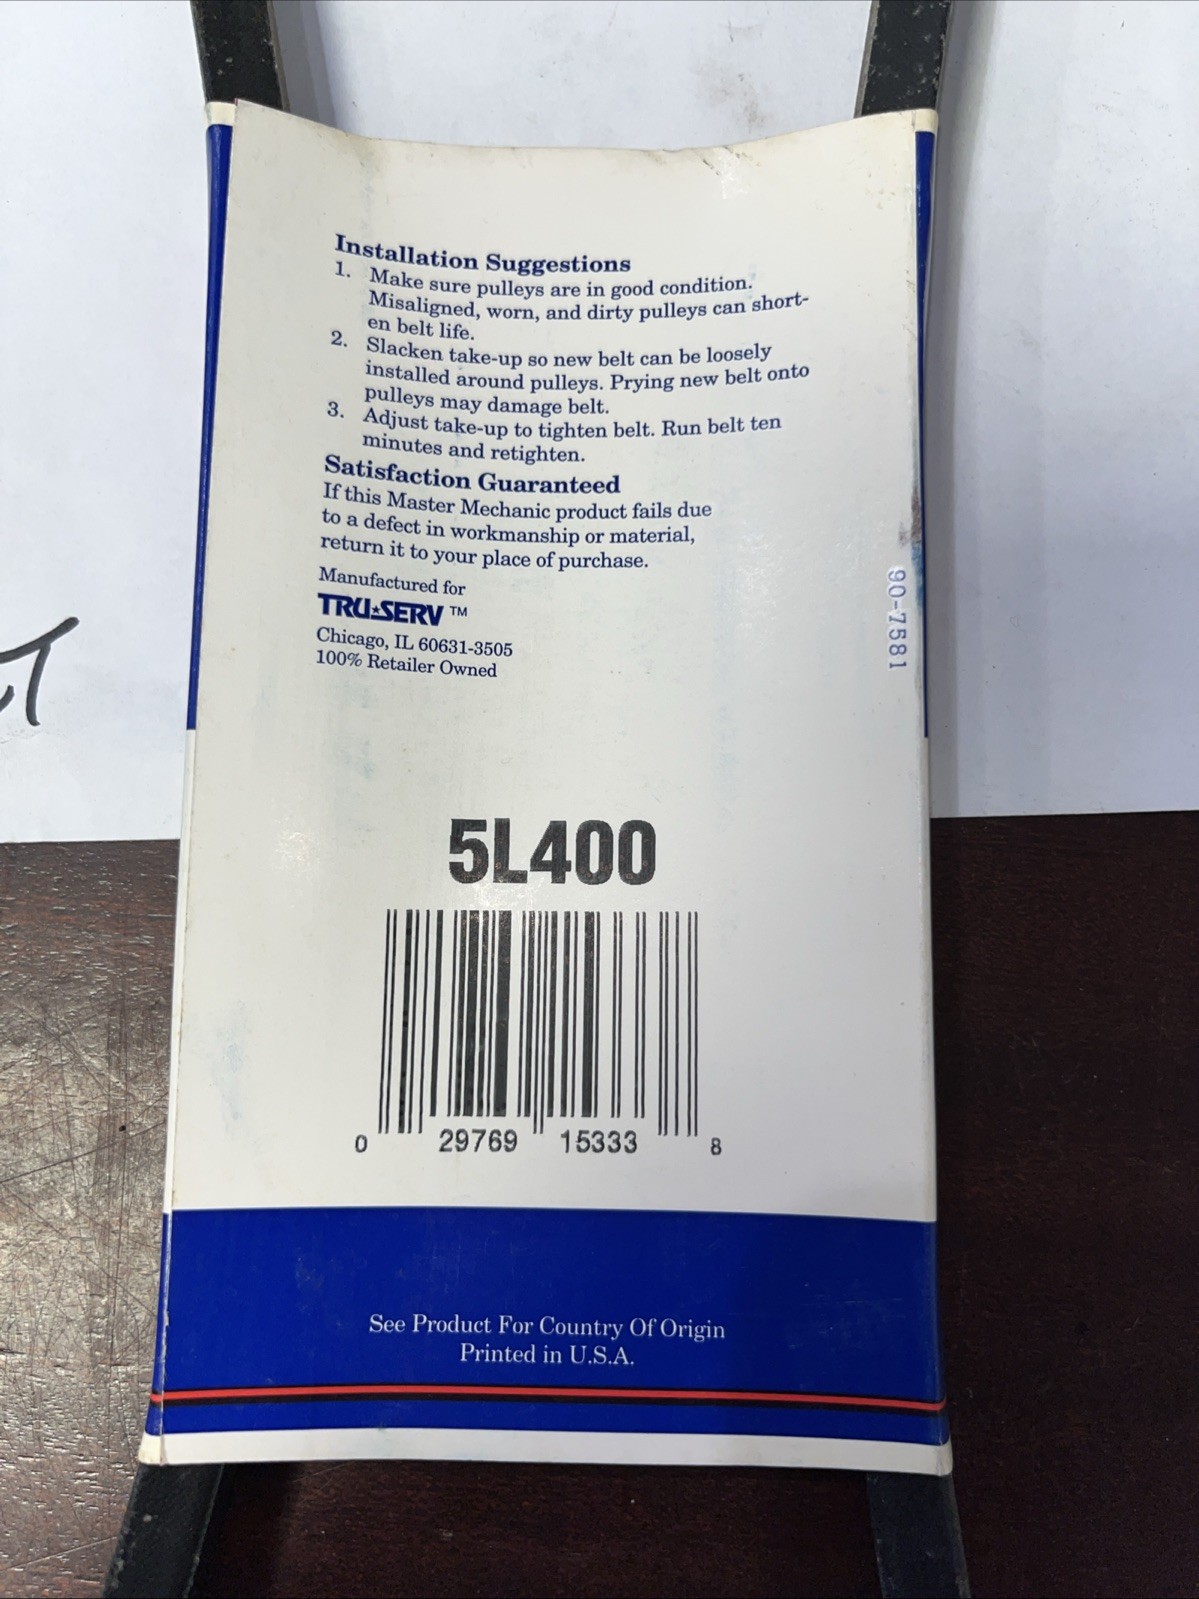 Installation Suggestions
1. Make sure pulleys are in good condition.
Misaligned, worn, and dirty pulleys can short-
en belt life.
2. Slacken take-up so new belt can be loosely
installed around pulleys. Prying new belt onto
pulleys may damage belt.
3. Adjust take-up to tighten belt. Run belt ten
minutes and retighten.
Satisfaction Guaranteed
If this Master Mechanic product fails due
to a defect in workmanship or material,
return it to your place of purchase.
Manufactured for
TRU★SERV ™
Chicago, IL 60631-3505
100% Retailer Owned
90-7581
5L400
0 29769 15333 8
See Product For Country Of Origin
Printed in U.S.A.